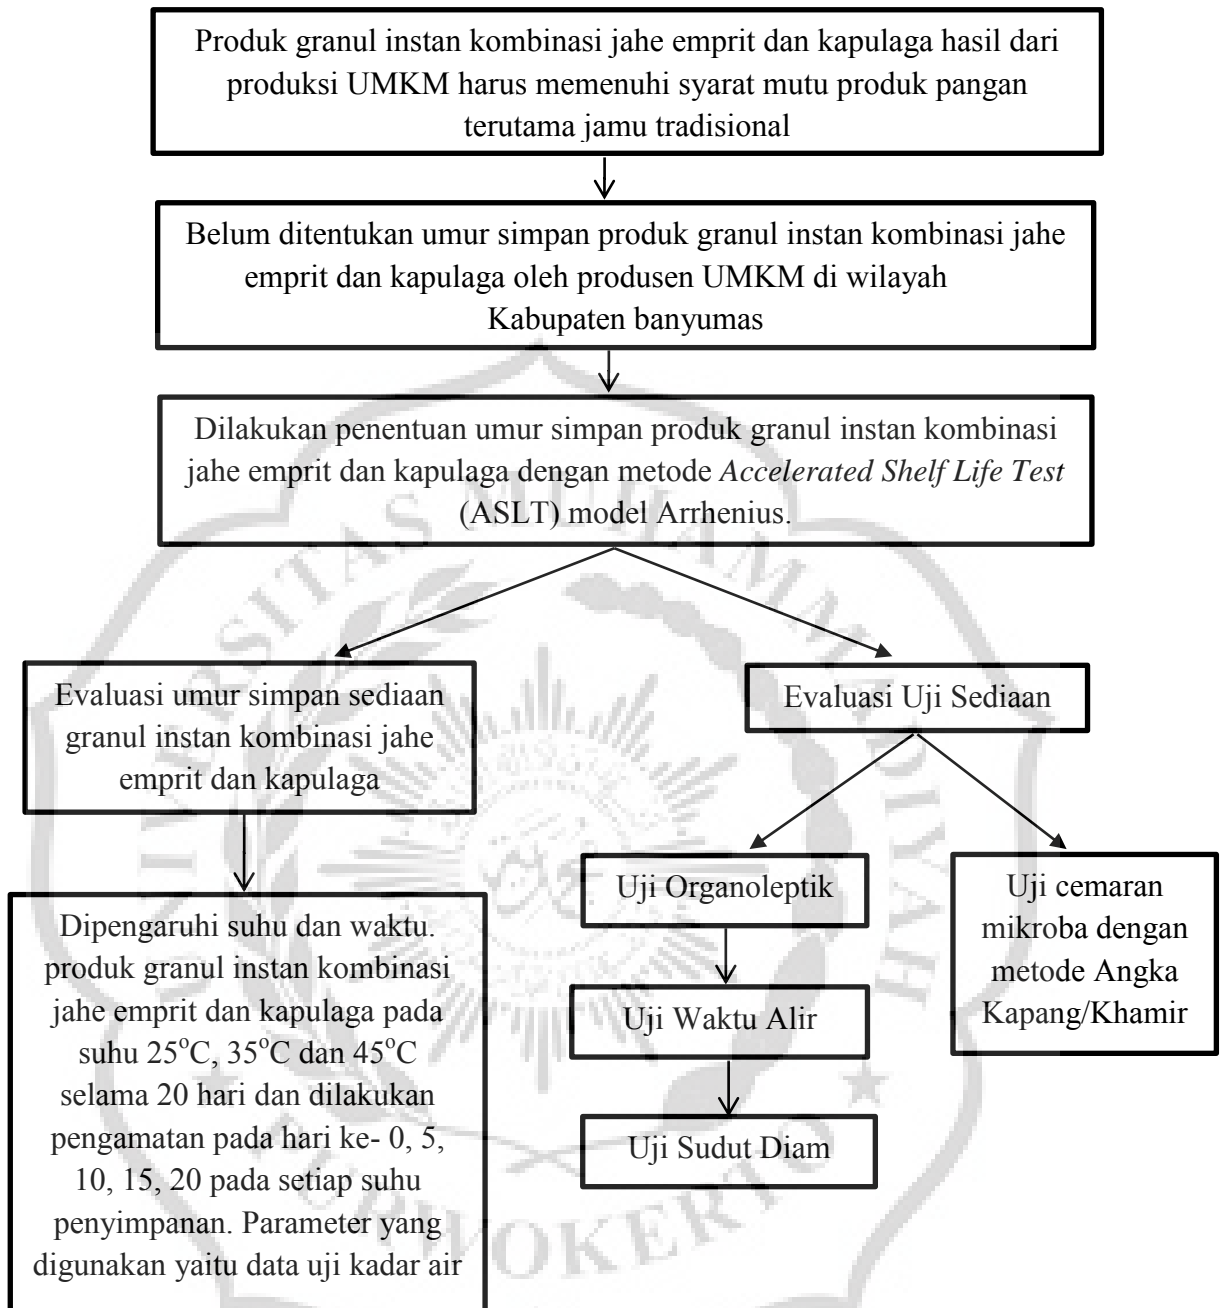 Produk granul instan kombinasi jahe emprit dan kapulaga hasil dari
produksi UMKM harus memenuhi syarat mutu produk pangan
terutama jamu tradisional
Belum ditentukan umur simpan produk granul instan kombinasi jahe
emprit dan kapulaga oleh produsen UMKM di wilayah
Kabupaten banyumas
Dilakukan penentuan umur simpan produk granul instan kombinasi
jahe emprit dan kapulaga dengan metode Accelerated Shelf Life Test
(ASLT) model Arrhenius.
Evaluasi umur simpan sediaan
granul instan kombinasi jahe
emprit dan kapulaga
Dipengaruhi suhu dan waktu.
produk granul instan kombinasi
jahe emprit dan kapulaga pada
suhu 25°C, 35°C dan 45°C
selama 20 hari dan dilakukan
pengamatan pada hari ke- 0, 5,
10, 15, 20 pada setiap suhu
penyimpanan. Parameter yang
digunakan yaitu data uji kadar air
Evaluasi Uji Sediaan
Uji Organoleptik
Uji Waktu Alir
Uji Sudut Diam
Uji cemaran
mikroba dengan
metode Angka
Kapang/Khamir
UNIVERSITAS MUHAMMADIYAH
PURWOKERTO